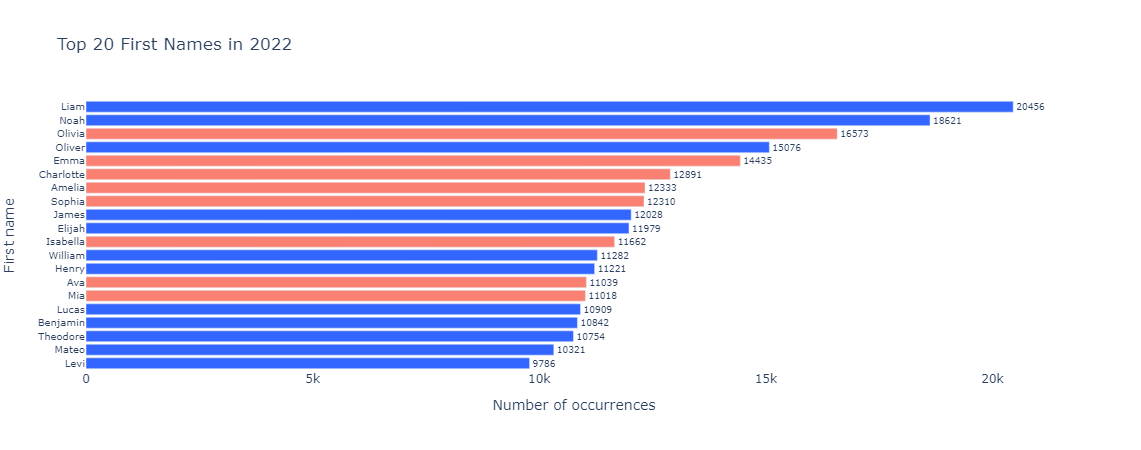 Top 20 First Names in 2022
First name
Liam 20456
Noah 18621
Olivia 16573
Oliver 15076
Emma 14435
Charlotte 12891
Amelia 12333
Sophia 12310
James 12028
Elijah 11979
Isabella 11662
William 11282
Henry 11221
Ava 11039
Mia 11018
Lucas 10909
Benjamin 10842
Theodore 10754
Mateo 10321
Levi 9786
0 5k 10k 15k 20k
Number of occurrences